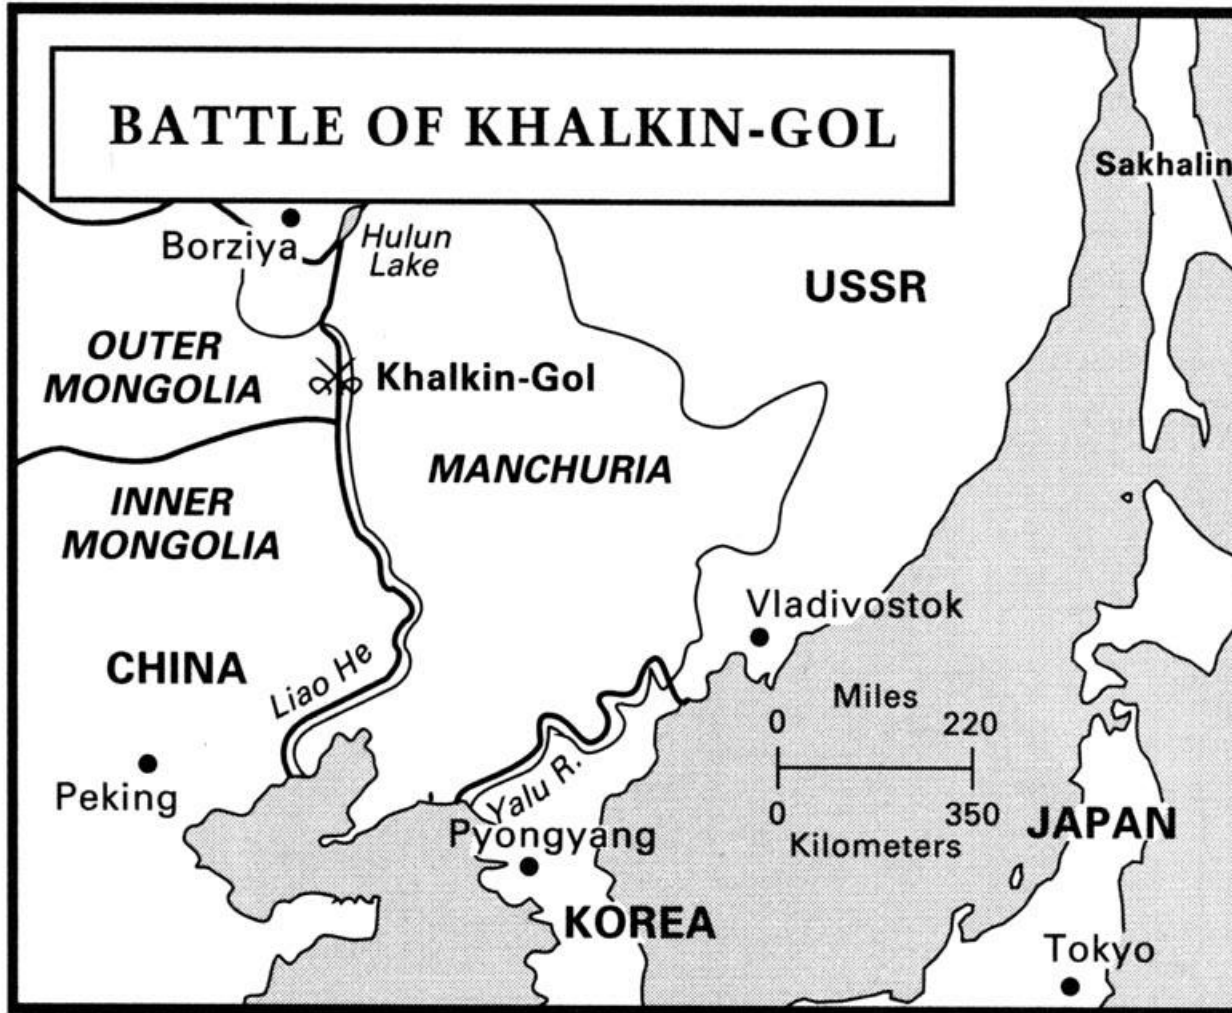 BATTLE OF KHALKIN-GOL
Sakhalin
Borziya
Hulun
Lake
USSR
OUTER
MONGOLIA
Khalkin-Gol
MANCHURIA
INNER
MONGOLIA
Vladivostok
CHINA
Liao He
Miles
0 220
Peking
Yalu R.
0 350
Kilometers
JAPAN
Pyongyang
KOREA
Tokyo